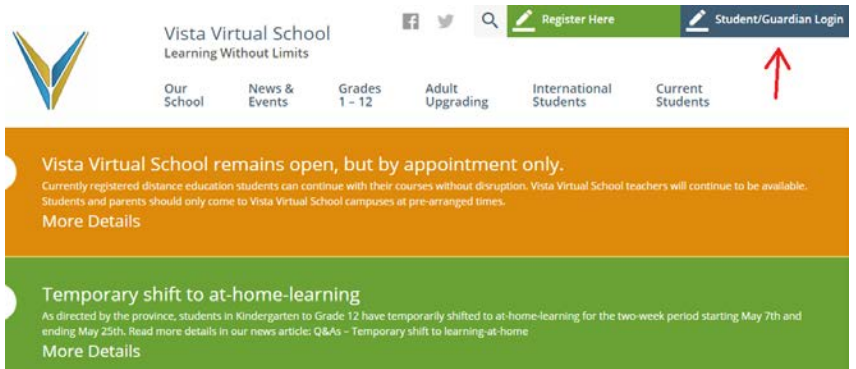 Vista Virtual School
Learning Without Limits
Register Here
Student/Guardian Login
Our School
News & Events
Grades 1 – 12
Adult Upgrading
International Students
Current Students
Vista Virtual School remains open, but by appointment only.
Currently registered distance education students can continue with their courses without disruption. Vista Virtual School teachers will continue to be available.
Students and parents should only come to Vista Virtual School campuses at pre-arranged times.
More Details
Temporary shift to at-home-learning
As directed by the province, students in Kindergarten to Grade 12 have temporarily shifted to at-home-learning for the two-week period starting May 7th and
ending May 25th. Read more details in our news article: Q&As – Temporary shift to learning-at-home
More Details